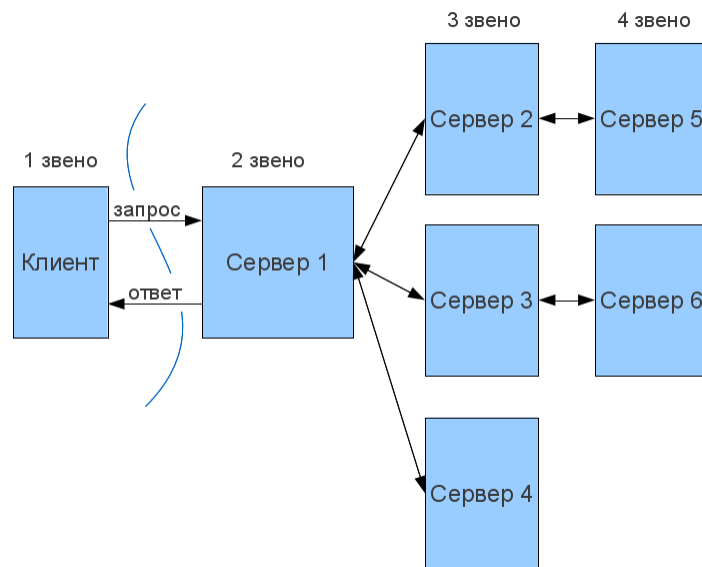 3 звено
4 звено
Сервер 2
Сервер 5
1 звено
2 звено
запрос
Клиент
Сервер 1
ответ
Сервер 3
Сервер 6
Сервер 4